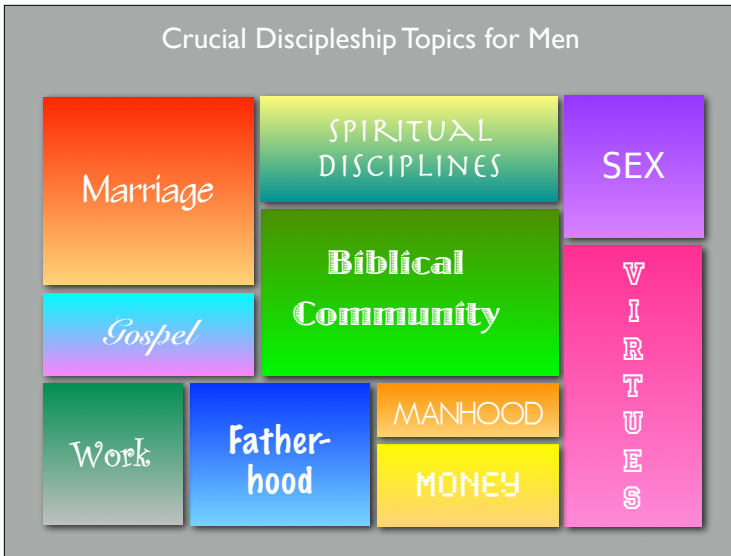 Crucial Discipleship Topics for Men
Marriage
SPIRITUAL
DISCIPLINES
SEX
Biblical
Community
Gospel
V
I
R
T
U
E
S
Work
Father-
hood
MANHOOD
MONEY